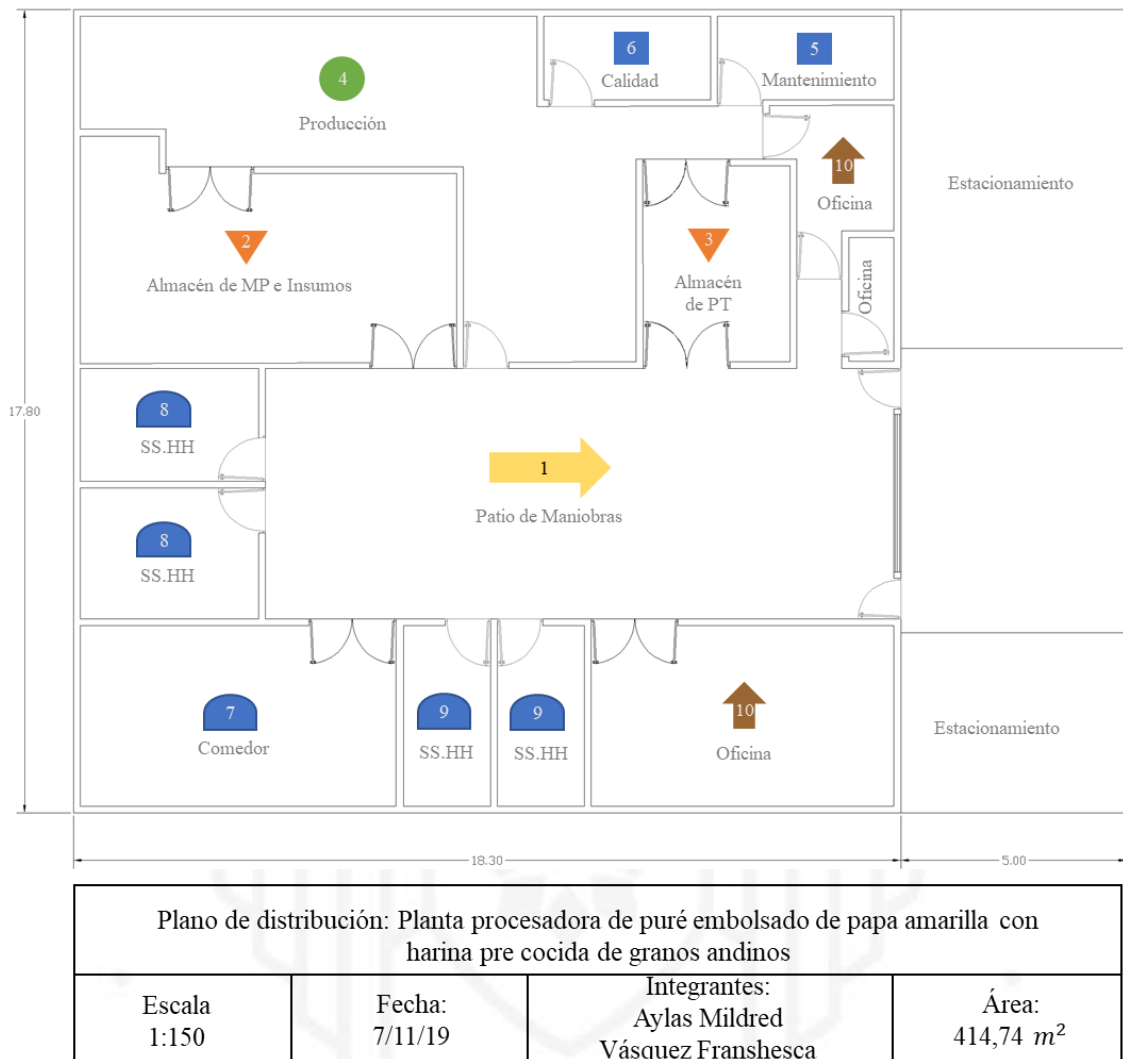 6
5
4
Calidad
Mantenimiento
Producción
10
Estacionamiento
Oficina
2
3
Almacén de MP e Insumos
Almacén
de PT
Oficina
17.80
8
SS.HH
1
Patio de Maniobras
8
SS.HH
7
9
9
10
Comedor
SS.HH
SS.HH
Oficina
Estacionamiento
18.30
5.00
Plano de distribución: Planta procesadora de puré embolsado de papa amarilla con
harina pre cocida de granos andinos
Escala
1:150
Fecha:
7/11/19
Integrantes:
Aylas Mildred
Vásquez Franshesca
Área:
414,74 m²